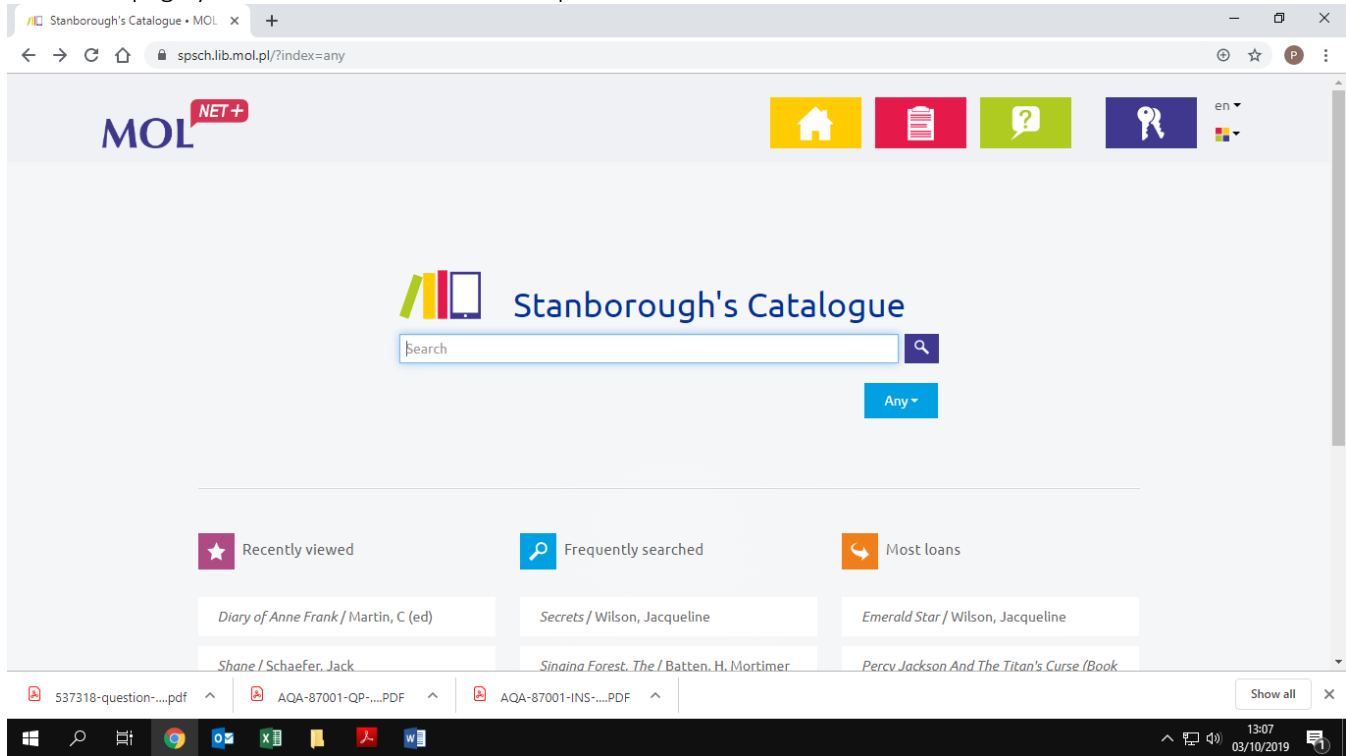 Stanborough's Catalogue • MOL
spsch.lib.mol.pl/?index=any
P
MOL NET+
?
en
Stanborough's Catalogue
Search
Any
Recently viewed
Frequently searched
Most loans
Diary of Anne Frank / Martin, C (ed)
Secrets / Wilson, Jacqueline
Emerald Star / Wilson, Jacqueline
Shane / Schaefer, Jack
Singing Forest, The / Batten, H. Mortimer
Percy Jackson And The Titan's Curse (Book
537318-question-....pdf
AQA-87001-QP-....PDF
AQA-87001-INS-....PDF
Show all
13:07
03/10/2019
1